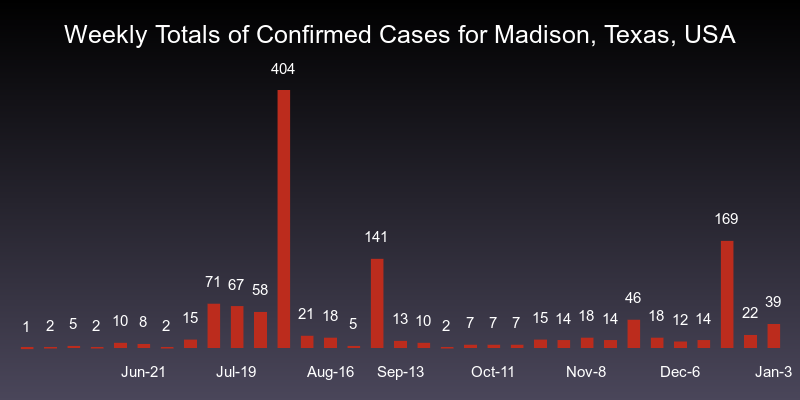 Weekly Totals of Confirmed Cases for Madison, Texas, USA
404
169
141
71 67 58
46
39
1 2 5 2 10 8 2 15 21 18 5 13 10 2 7 7 7 15 14 18 14 18 12 14 22
Jun-21 Jul-19 Aug-16 Sep-13 Oct-11 Nov-8 Dec-6 Jan-3